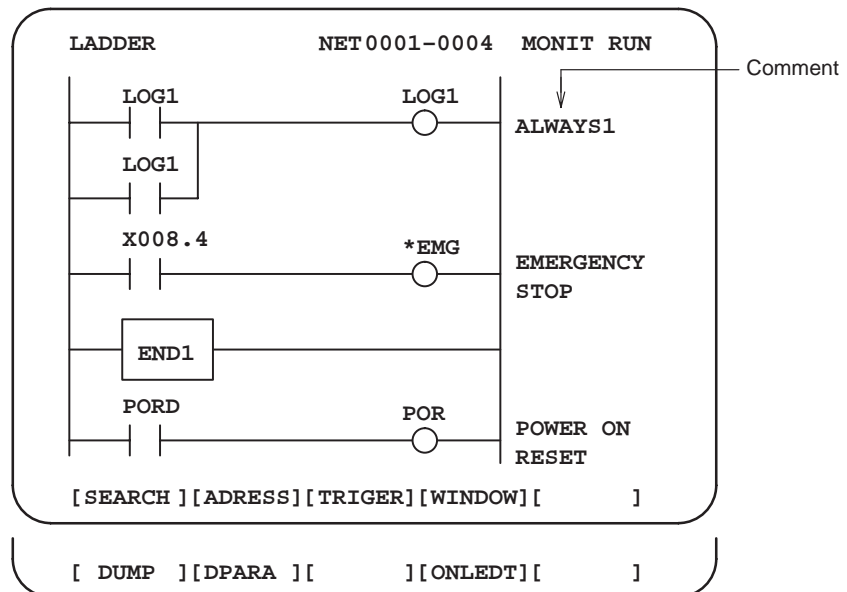 LADDER NET0001-0004 MONIT RUN
Comment
LOG1 LOG1
ALWAYS1
LOG1
X008.4 *EMG
EMERGENCY
STOP
END1
PORD POR
POWER ON
RESET
[SEARCH ][ADRESS][TRIGER][WINDOW][ ]
[ DUMP ][DPARA ][ ][ONLEDT][ ]